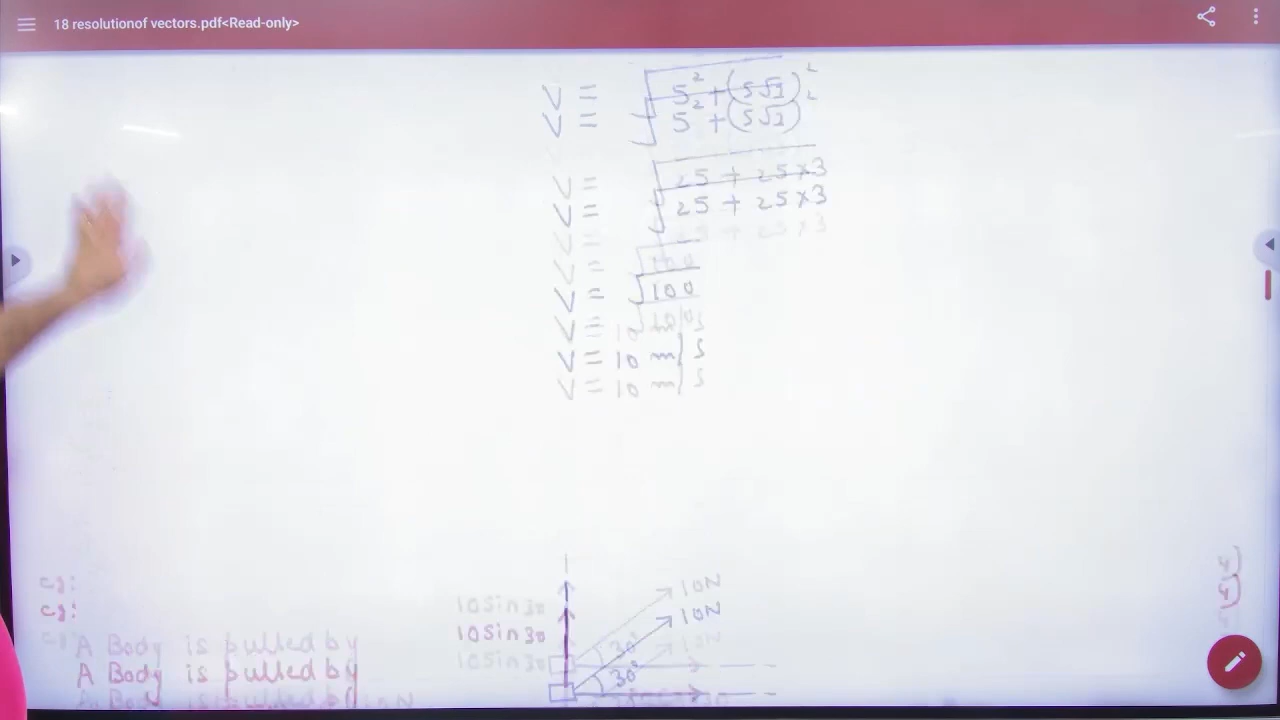 18 resolutionof vectors.pdf<Read-only>
V = √5² + (5√3)²
V = √25 + 25×3
V = √100
V = 10 m/s
eg:
10N
10sin30
30°
A Body is pulled by